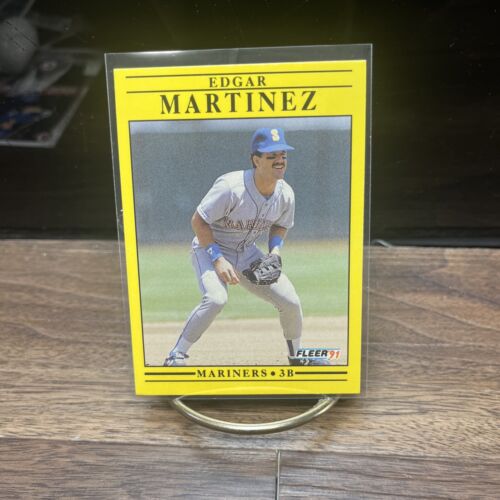 EDGAR
MARTINEZ
FLEER 91
MARINERS • 3B